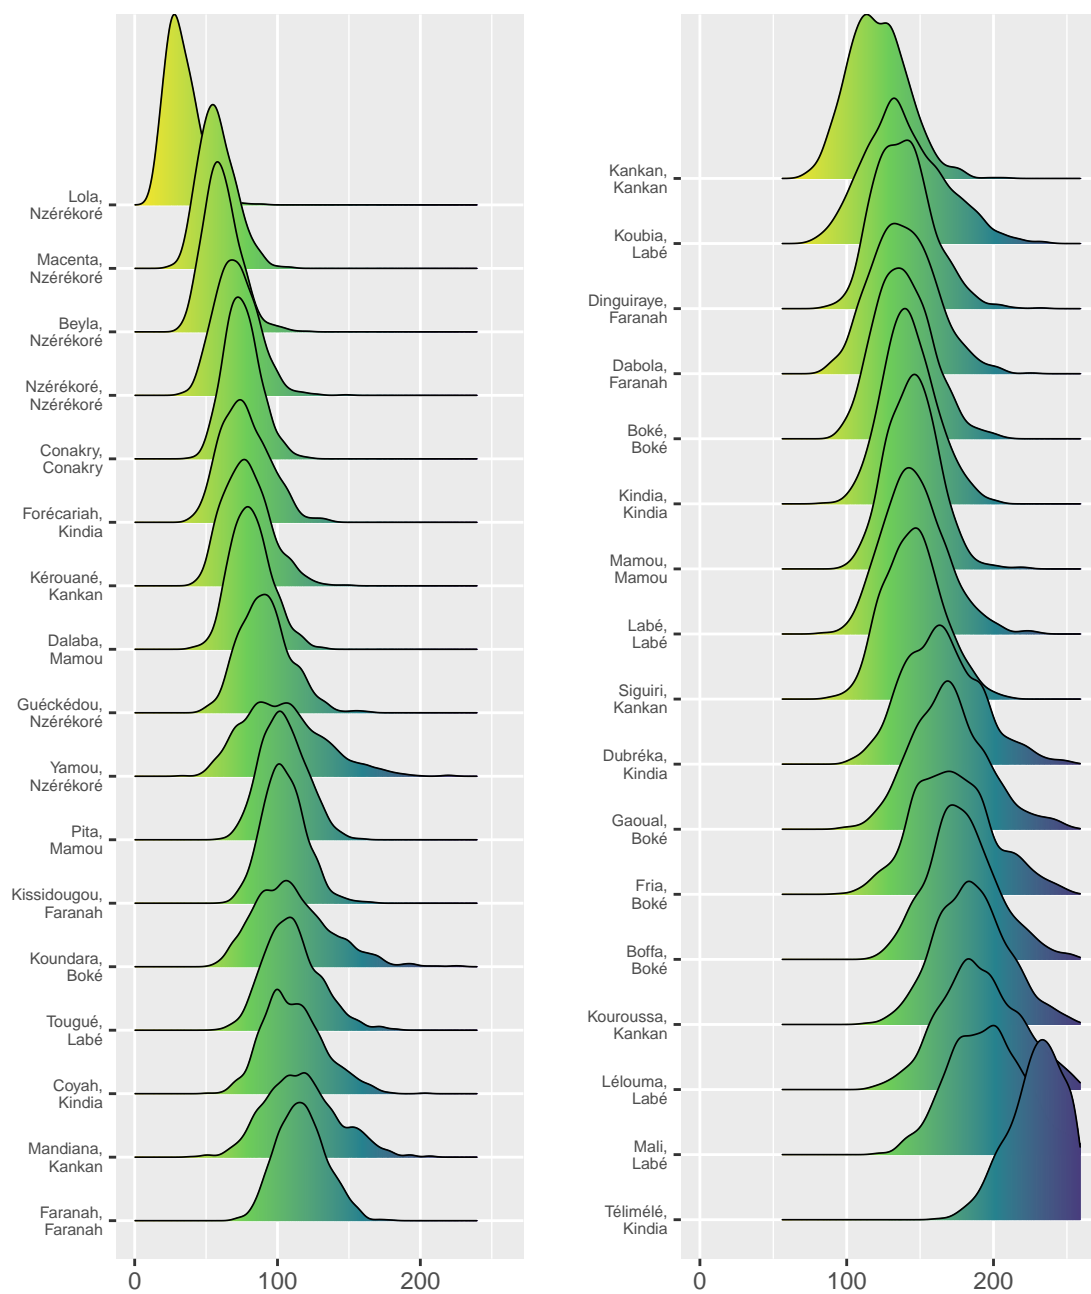 Lola,
Nzérékoré
Macenta,
Nzérékoré
Beyla,
Nzérékoré
Nzérékoré,
Nzérékoré
Conakry,
Conakry
Forécariah,
Kindia
Kérouané,
Kankan
Dalaba,
Mamou
Guéckédou,
Nzérékoré
Yamou,
Nzérékoré
Pita,
Mamou
Kissidougou,
Faranah
Koundara,
Boké
Tougué,
Labé
Coyah,
Kindia
Mandiana,
Kankan
Faranah,
Faranah
0 100 200
Kankan,
Kankan
Koubia,
Labé
Dinguiraye,
Faranah
Dabola,
Faranah
Boké,
Boké
Kindia,
Kindia
Mamou,
Mamou
Labé,
Labé
Siguiri,
Kankan
Dubréka,
Kindia
Gaoual,
Boké
Fria,
Boké
Boffa,
Boké
Kouroussa,
Kankan
Lélouma,
Labé
Mali,
Labé
Télimélé,
Kindia
0 100 200